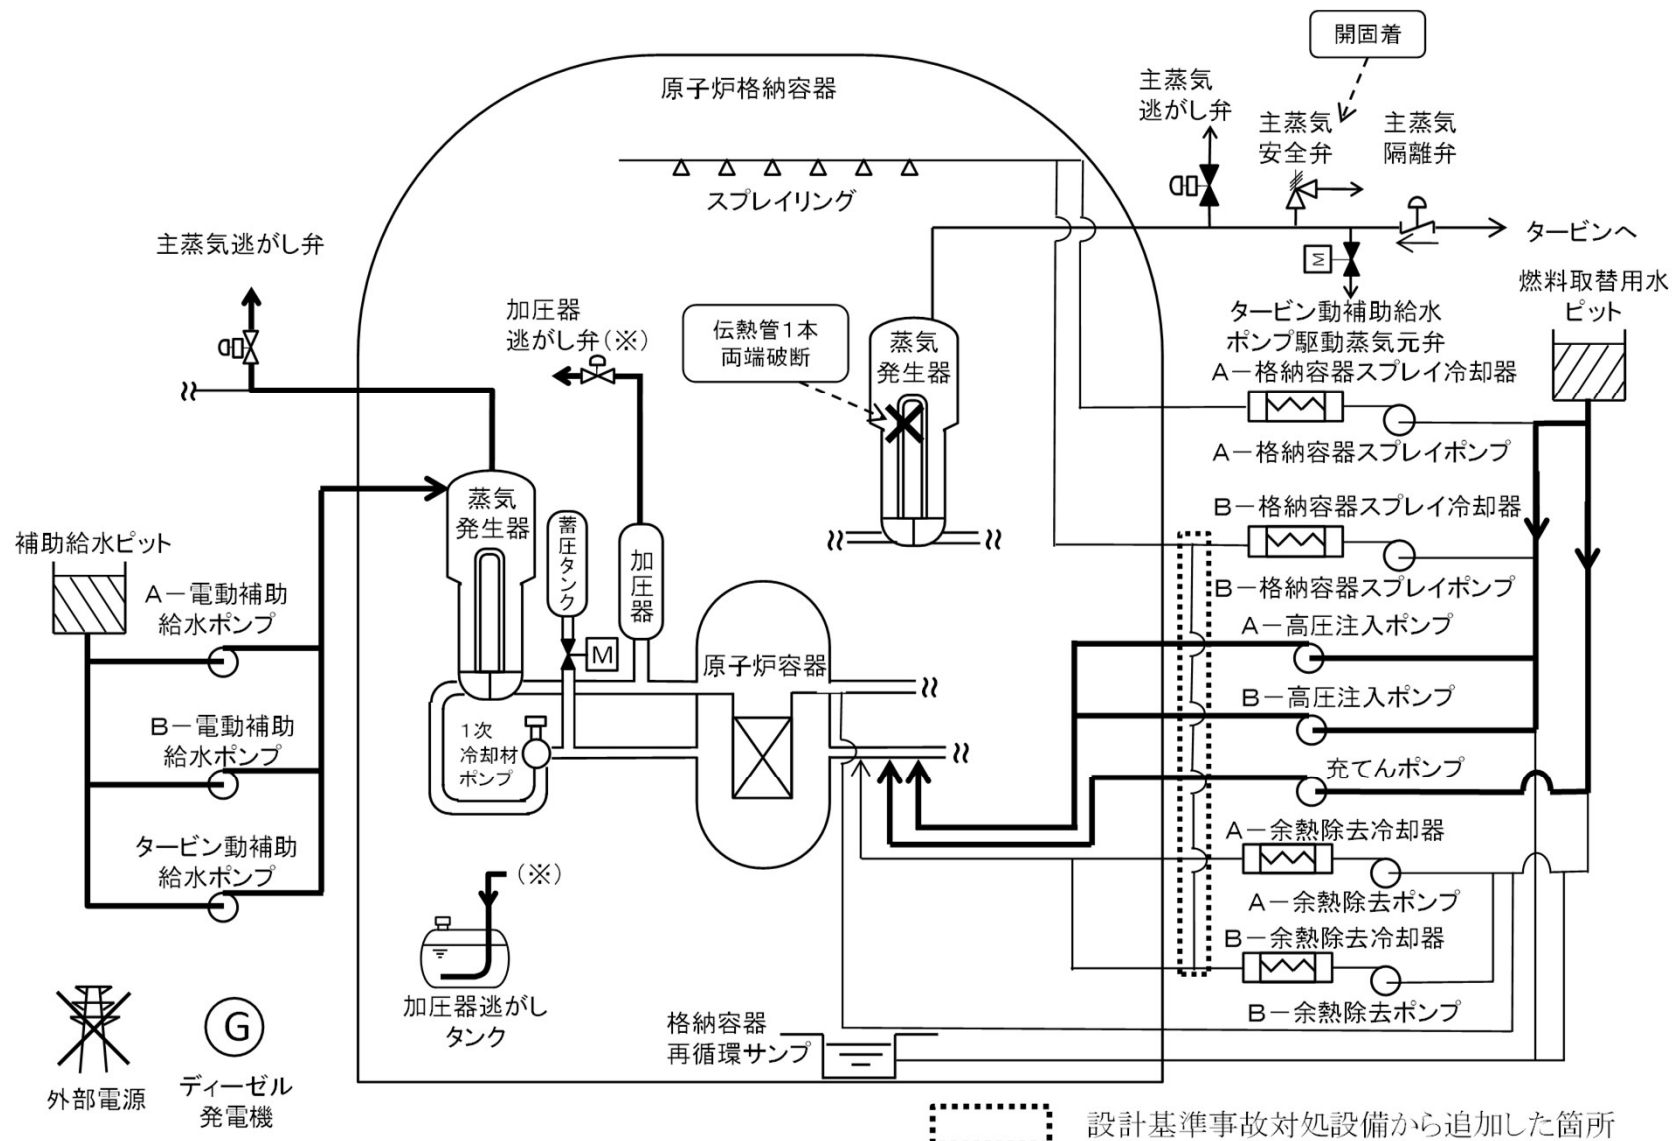 開固着
原子炉格納容器
主蒸気
逃がし弁
主蒸気
安全弁
主蒸気
隔離弁
スプレイリング
主蒸気逃がし弁
タービンへ
燃料取替用水
ピット
加圧器
逃がし弁(※)
伝熱管1本
両端破断
蒸気
発生器
タービン動補助給水
ポンプ駆動蒸気元弁
M
A-格納容器スプレイ冷却器
A-格納容器スプレイポンプ
蒸気
発生器
蓄圧タンク
加圧器
B-格納容器スプレイ冷却器
B-格納容器スプレイポンプ
補助給水ピット
A-電動補助
給水ポンプ
A-高圧注入ポンプ
M
原子炉容器
B-高圧注入ポンプ
B-電動補助
給水ポンプ
1次
冷却材
ポンプ
充てんポンプ
A-余熱除去冷却器
タービン動補助
給水ポンプ
(※)
A-余熱除去ポンプ
B-余熱除去冷却器
加圧器逃がし
タンク
B-余熱除去ポンプ
格納容器
再循環サンプ
G
外部電源
ディーゼル
発電機
設計基準事故対処設備から追加した箇所